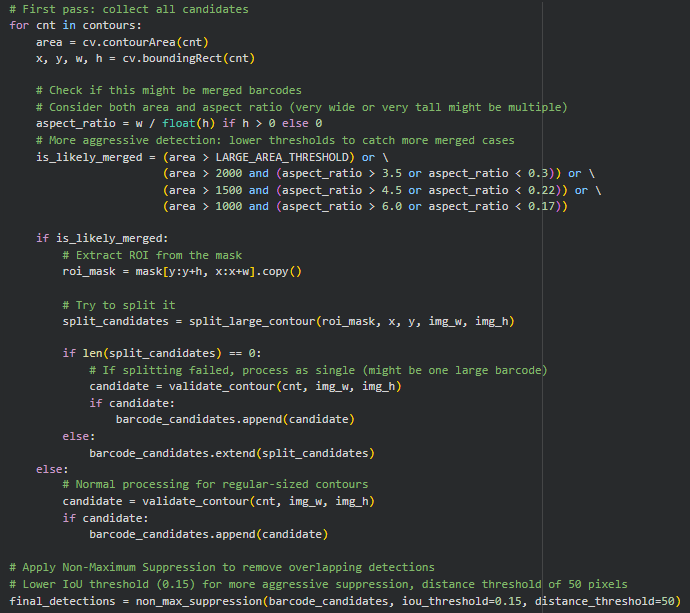 # First pass: collect all candidates
for cnt in contours:
    area = cv.contourArea(cnt)
    x, y, w, h = cv.boundingRect(cnt)

    # Check if this might be merged barcodes
    # Consider both area and aspect ratio (very wide or very tall might be multiple)
    aspect_ratio = w / float(h) if h > 0 else 0
    # More aggressive detection: lower thresholds to catch more merged cases
    is_likely_merged = (area > LARGE_AREA_THRESHOLD) or \
                       (area > 2000 and (aspect_ratio > 3.5 or aspect_ratio < 0.3)) or \
                       (area > 1500 and (aspect_ratio > 4.5 or aspect_ratio < 0.22)) or \
                       (area > 1000 and (aspect_ratio > 6.0 or aspect_ratio < 0.17))

    if is_likely_merged:
        # Extract ROI from the mask
        roi_mask = mask[y:y+h, x:x+w].copy()

        # Try to split it
        split_candidates = split_large_contour(roi_mask, x, y, img_w, img_h)

        if len(split_candidates) == 0:
            # If splitting failed, process as single (might be one large barcode)
            candidate = validate_contour(cnt, img_w, img_h)
            if candidate:
                barcode_candidates.append(candidate)
        else:
            barcode_candidates.extend(split_candidates)
    else:
        # Normal processing for regular-sized contours
        candidate = validate_contour(cnt, img_w, img_h)
        if candidate:
            barcode_candidates.append(candidate)

# Apply Non-Maximum Suppression to remove overlapping detections
# Lower IoU threshold (0.15) for more aggressive suppression, distance threshold of 50 pixels
final_detections = non_max_suppression(barcode_candidates, iou_threshold=0.15, distance_threshold=50)